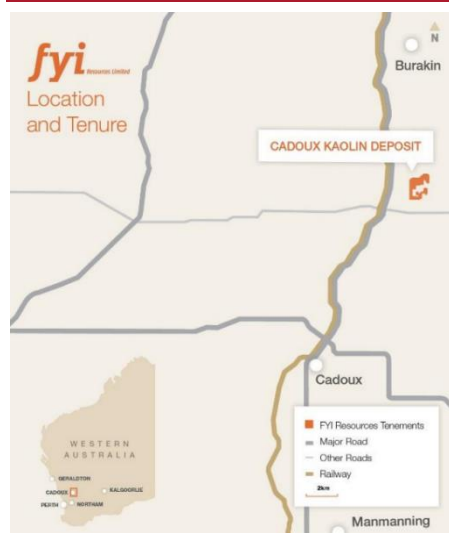 N
fyi
Resources Limited
Location
and Tenure
Burakin
CADOUX KAOLIN DEPOSIT
Cadoux
WESTERN
AUSTRALIA
GERALDTON
CADOUX
KALGOORLIE
PERTH
NORTHAM
FYI Resources Tenements
Major Road
Other Roads
Railway
2km
Manmanning